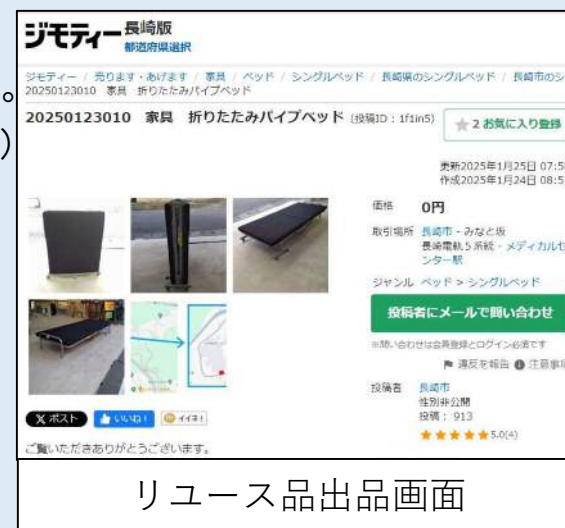 ジモティー 長崎版
都道府県選択
ジモティー / 売ります・あげます / 家具 / ベッド / シングルベッド / 長崎県のシングルベッド / 長崎市のシ
20250123010 家具 折りたたみパイプベッド
。
)
20250123010 家具 折りたたみパイプベッド (投稿ID : 1f1in5)
2 お気に入り登録
更新2025年1月25日 07:5
作成2025年1月24日 08:5
価格 0円
取引場所 長崎市 - みなと坂
長崎電軌5系統 - メディカルセ
ンター駅
ジャンル ベッド > シングルベッド
投稿者にメールで問い合わせ
※問い合わせは会員登録とログイン必須です
違反を報告 注意事項
投稿者 長崎市
性別非公開
投稿: 913
★★★★★5.0(4)
X ポスト いいね! イイネ!
ご覧いただきありがとうございます。
リユース品出品画面